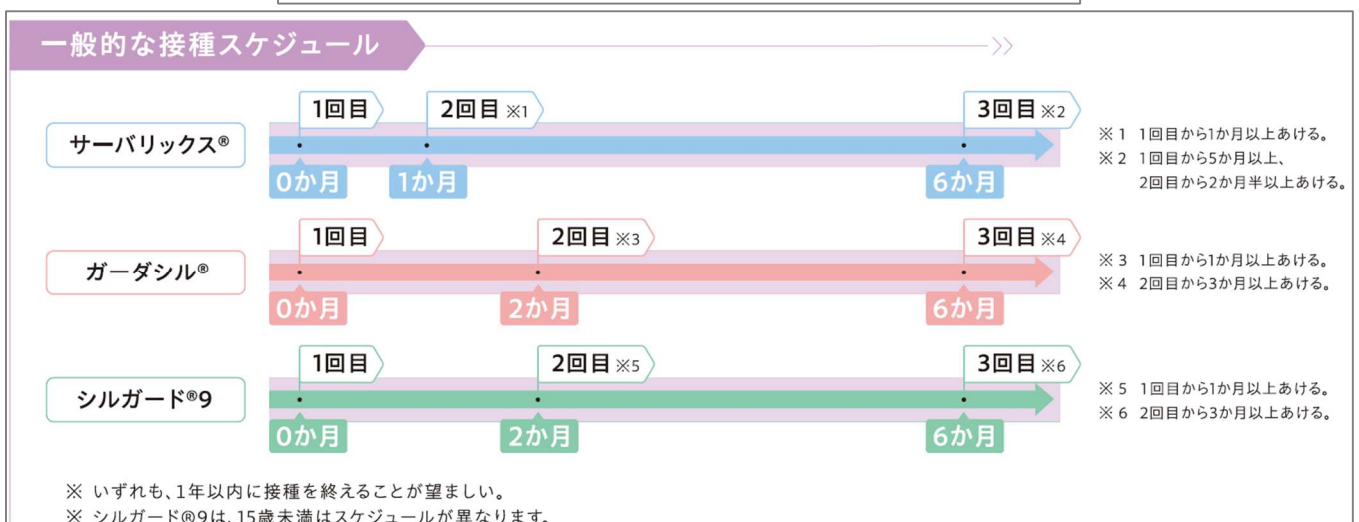 一般的な接種スケジュール
サーバリックス®
1回目
2回目 ※1
3回目 ※2
0か月
1か月
6か月
※1 1回目から1か月以上あける。
※2 1回目から5か月以上、
2回目から2か月半以上あける。
ガーダシル®
1回目
2回目 ※3
3回目 ※4
0か月
2か月
6か月
※3 1回目から1か月以上あける。
※4 2回目から3か月以上あける。
シルガード®9
1回目
2回目 ※5
3回目 ※6
0か月
2か月
6か月
※5 1回目から1か月以上あける。
※6 2回目から3か月以上あける。
※ いずれも、1年以内に接種を終えることが望ましい。
※ シルガード®9は、15歳未満はスケジュールが異なります。